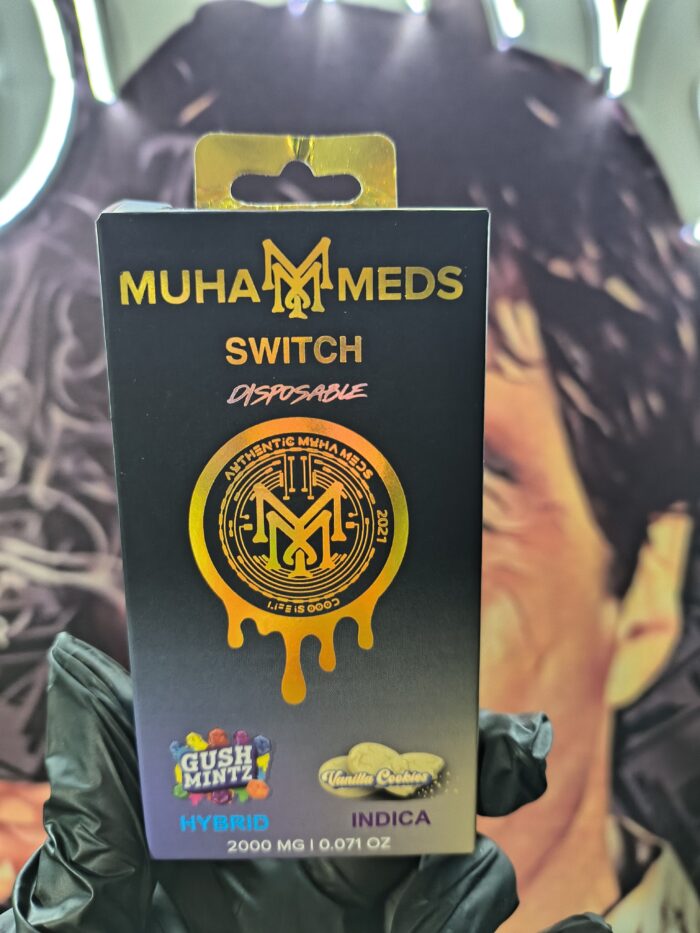 MUHA MEDS
SWITCH
DISPOSABLE
AUTHENTIC MUHA MEDS
2021
LIFE IS GOOD
GUSH
MINTZ
Vanilla Cookies
HYBRID
INDICA
2000 MG | 0.071 OZ